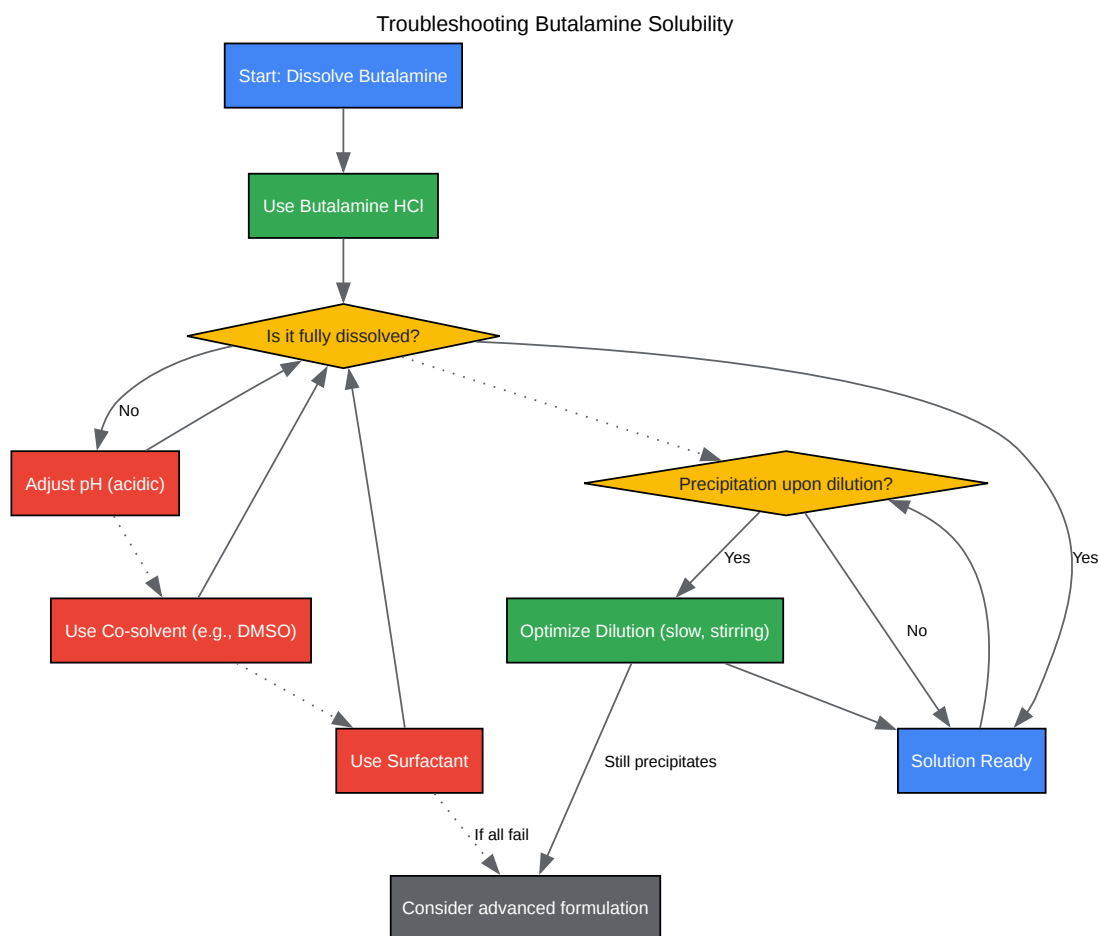 Troubleshooting Butalamine Solubility
Start: Dissolve Butalamine
Use Butalamine HCl
Is it fully dissolved?
No
Adjust pH (acidic)
Precipitation upon dilution?
Yes
Yes
Use Co-solvent (e.g., DMSO)
Optimize Dilution (slow, stirring)
No
Use Surfactant
Still precipitates
Solution Ready
If all fail
Consider advanced formulation